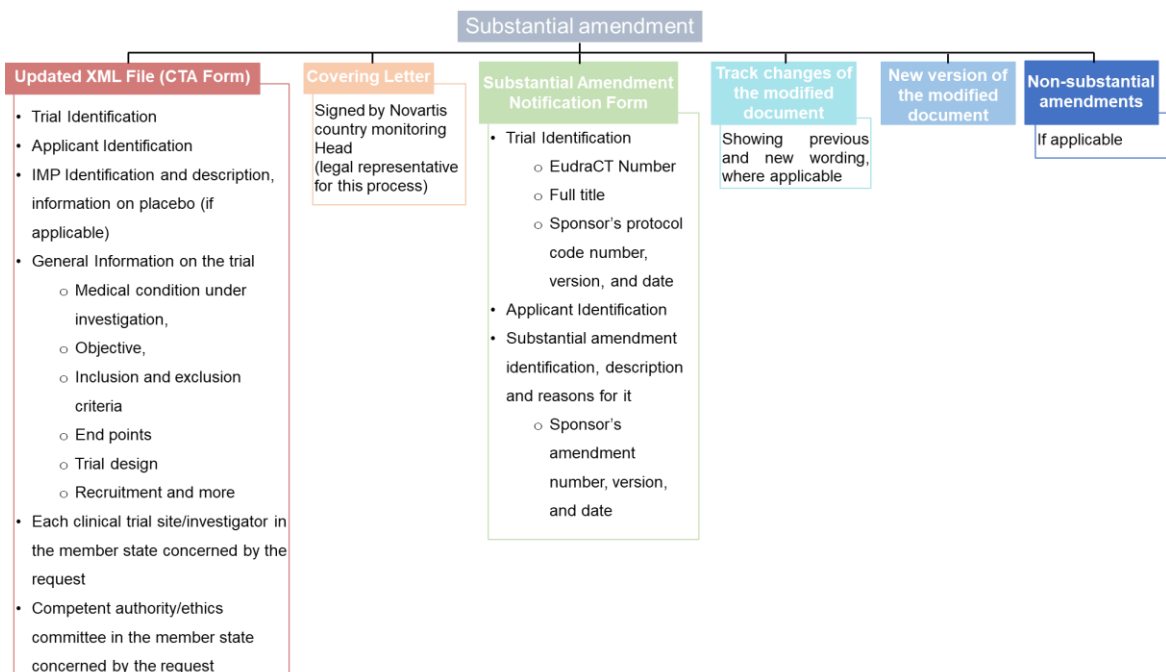 Substantial amendment
Updated XML File (CTA Form)
• Trial Identification
• Applicant Identification
• IMP Identification and description,
information on placebo (if
applicable)
• General Information on the trial
o Medical condition under
investigation,
o Objective,
o Inclusion and exclusion
criteria
o End points
o Trial design
o Recruitment and more
• Each clinical trial site/investigator in
the member state concerned by the
request
• Competent authority/ethics
committee in the member state
concerned by the request
Covering Letter
Signed by Novartis
country monitoring
Head
(legal representative
for this process)
Substantial Amendment
Notification Form
• Trial Identification
o EudraCT Number
o Full title
o Sponsor’s protocol
code number,
version, and date
• Applicant Identification
• Substantial amendment
identification, description
and reasons for it
o Sponsor’s
amendment
number, version,
and date
Track changes of
the modified
document
Showing previous
and new wording,
where applicable
New version of
the modified
document
Non-substantial
amendments
If applicable